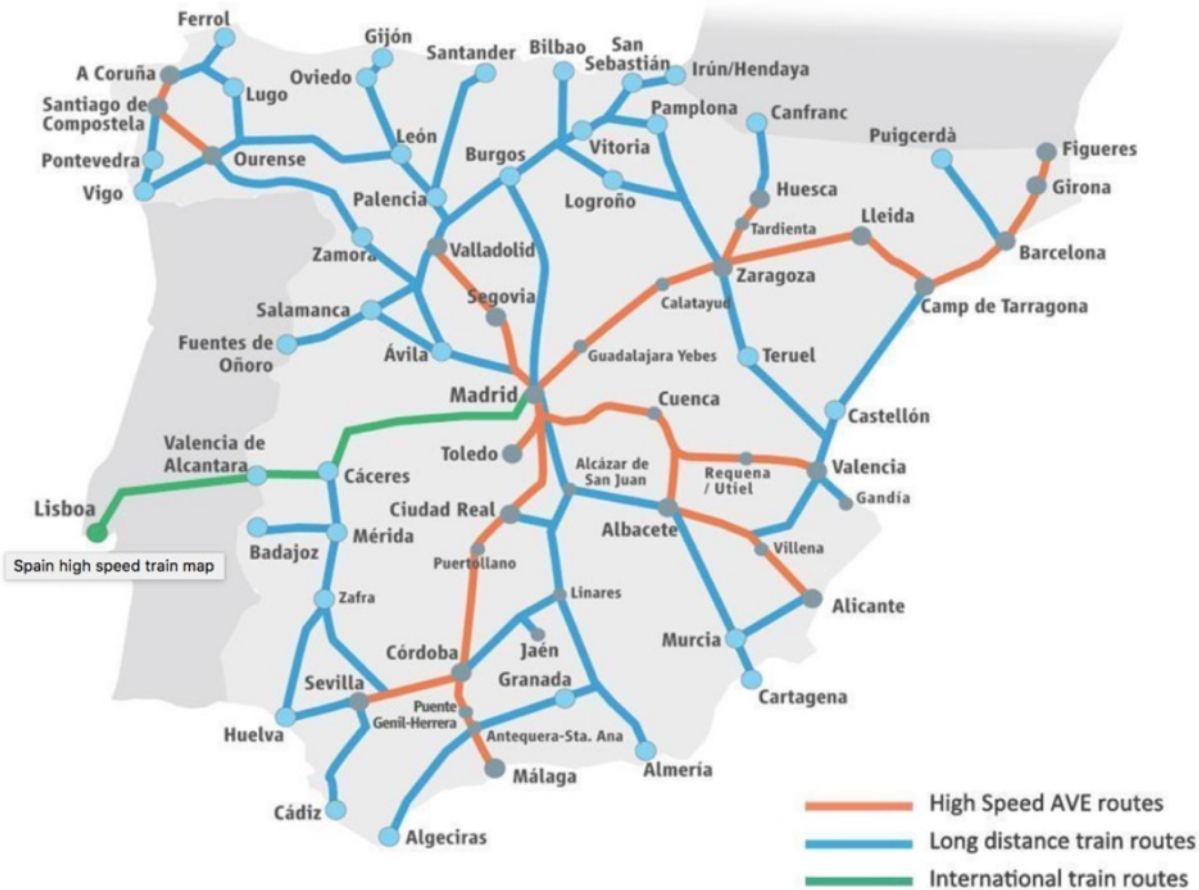 Ferrol
Gijón
Santander
Bilbao
San
Sebastián
Irún/Hendaya
A Coruña
Oviedo
Lugo
Santiago de
Compostela
Pamplona
Canfranc
Puigcerdà
Figueres
León
Burgos
Vitoria
Pontevedra
Ourense
Girona
Vigo
Palencia
Logroño
Huesca
Tardienta
Lleida
Zamora
Valladolid
Barcelona
Zaragoza
Segovia
Calatayud
Camp de Tarragona
Salamanca
Fuentes de
Oñoro
Ávila
Guadalajara Yebes
Teruel
Madrid
Cuenca
Castellón
Valencia de
Alcantara
Toledo
Cáceres
Alcázar de
San Juan
Requena
/ Utiel
Valencia
Gandía
Lisboa
Ciudad Real
Albacete
Badajoz
Mérida
Villena
Spain high speed train map
Puertollano
Zafra
Linares
Alicante
Murcia
Córdoba
Jaén
Sevilla
Granada
Cartagena
Puente
Genil-Herrera
Huelva
Antequera-Sta. Ana
Málaga
Almería
Cádiz
Algeciras
High Speed AVE routes
Long distance train routes
International train routes